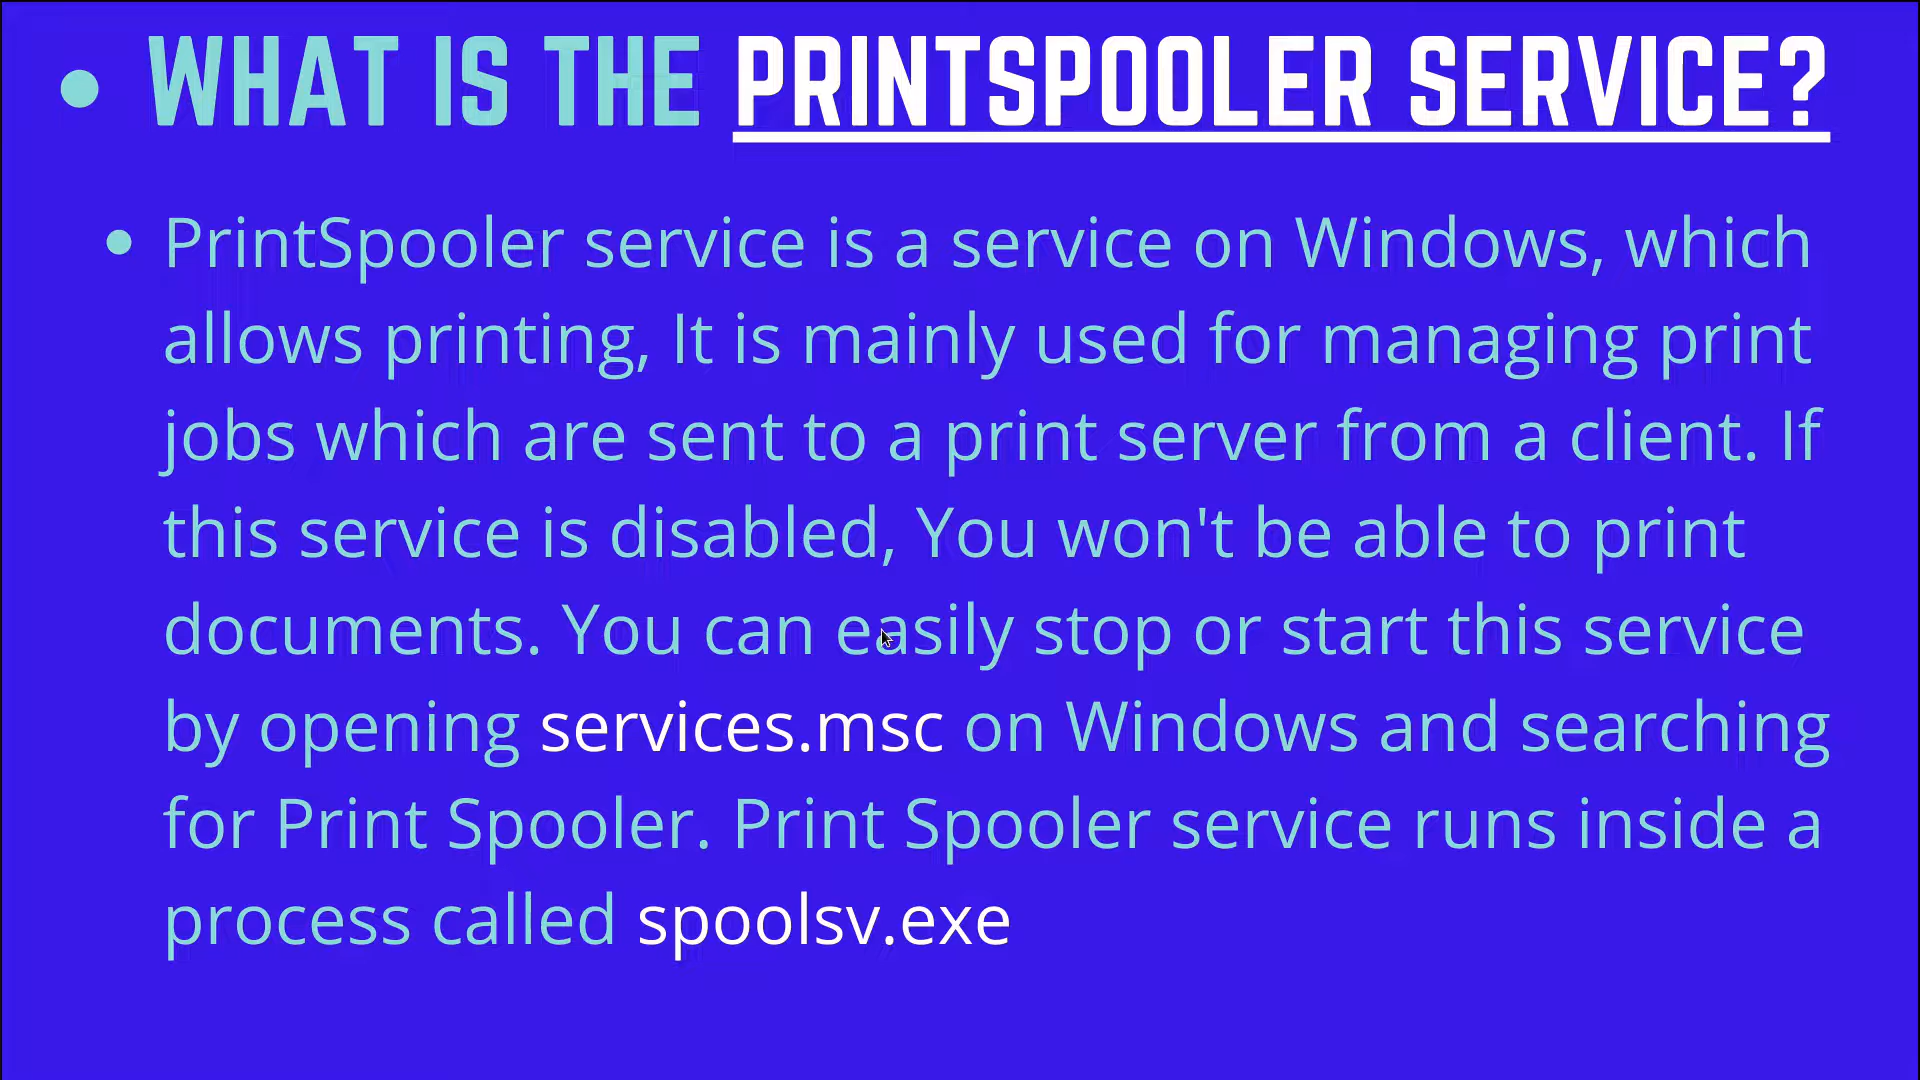 • WHAT IS THE PRINTSPOOLER SERVICE?
• PrintSpooler service is a service on Windows, which
allows printing, It is mainly used for managing print
jobs which are sent to a print server from a client. If
this service is disabled, You won't be able to print
documents. You can easily stop or start this service
by opening services.msc on Windows and searching
for Print Spooler. Print Spooler service runs inside a
process called spoolsv.exe